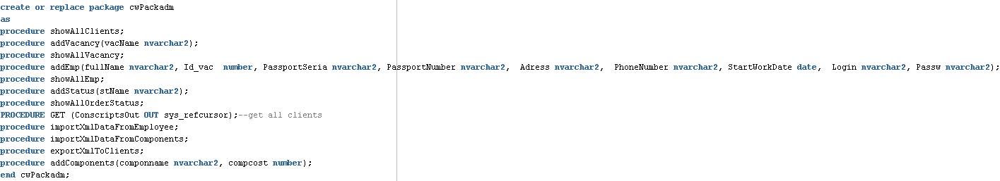 create or replace package cwPackadm
as
procedure showAllClients;
procedure addVacancy(vacName nvarchar2);
procedure showAllVacancy;
procedure addEmp(fullName nvarchar2, Id_vac  number, PassportSeria nvarchar2, PassportNumber nvarchar2,  Adress nvarchar2,  PhoneNumber nvarchar2, StartWorkDate date,  Login nvarchar2, Passw nvarchar2);
procedure showAllEmp;
procedure addStatus(stName nvarchar2);
procedure showAllOrderStatus;
PROCEDURE GET (ConscriptsOut OUT sys_refcursor);--get all clients
procedure importXmlDataFromEmployee;
procedure importXmlDataFromComponents;
procedure exportXmlToClients;
procedure addComponents(componname nvarchar2, compcost number);
end cwPackadm;